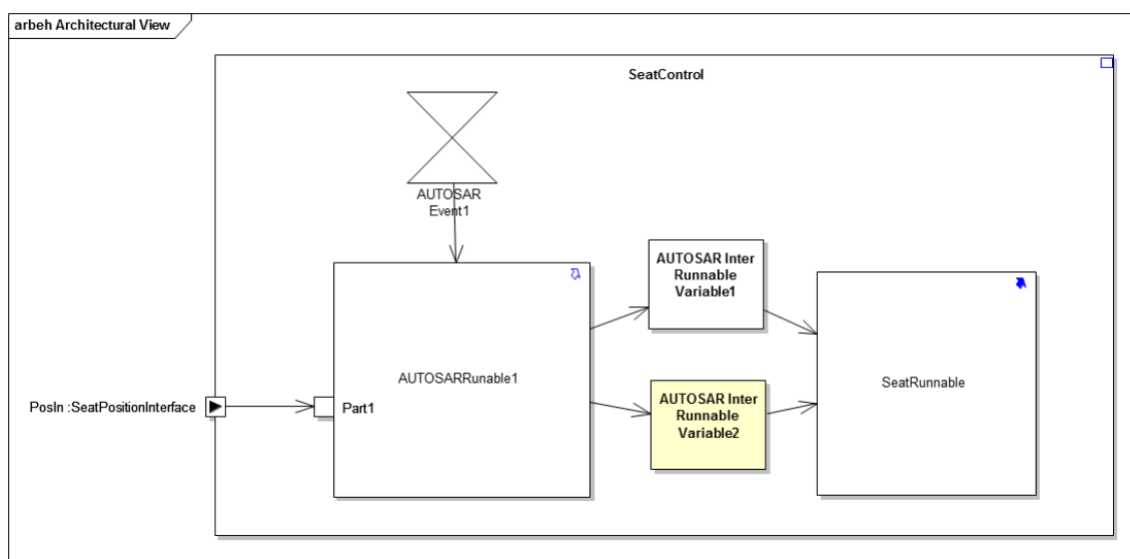 arbeh Architectural View
SeatControl
AUTOSAR
Event1
AUTOSAR Inter
Runnable
Variable1
AUTOSARRunable1
SeatRunnable
PosIn :SeatPositionInterface
Part1
AUTOSAR Inter
Runnable
Variable2